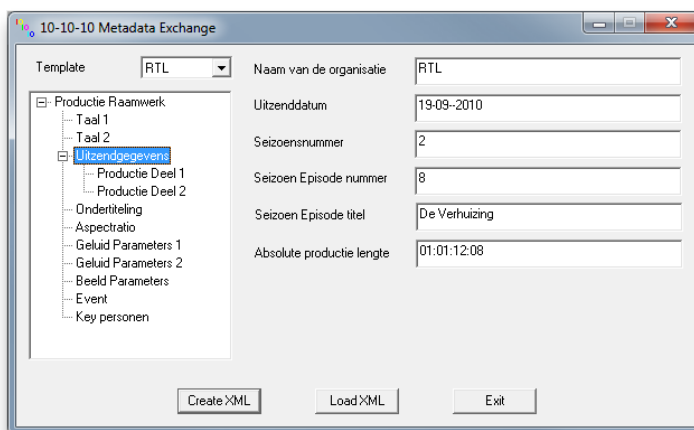 10-10-10 Metadata Exchange
Template
RTL
Productie Raamwerk
Taal 1
Taal 2
Uitzendgegevens
Productie Deel 1
Productie Deel 2
Ondertiteling
Aspectratio
Geluid Parameters 1
Geluid Parameters 2
Beeld Parameters
Event
Key personen
Naam van de organisatie
RTL
Uitzenddatum
19-09--2010
Seizoensnummer
2
Seizoen Episode nummer
8
Seizoen Episode titel
De Verhuizing
Absolute productie lengte
01:01:12:08
Create XML
Load XML
Exit